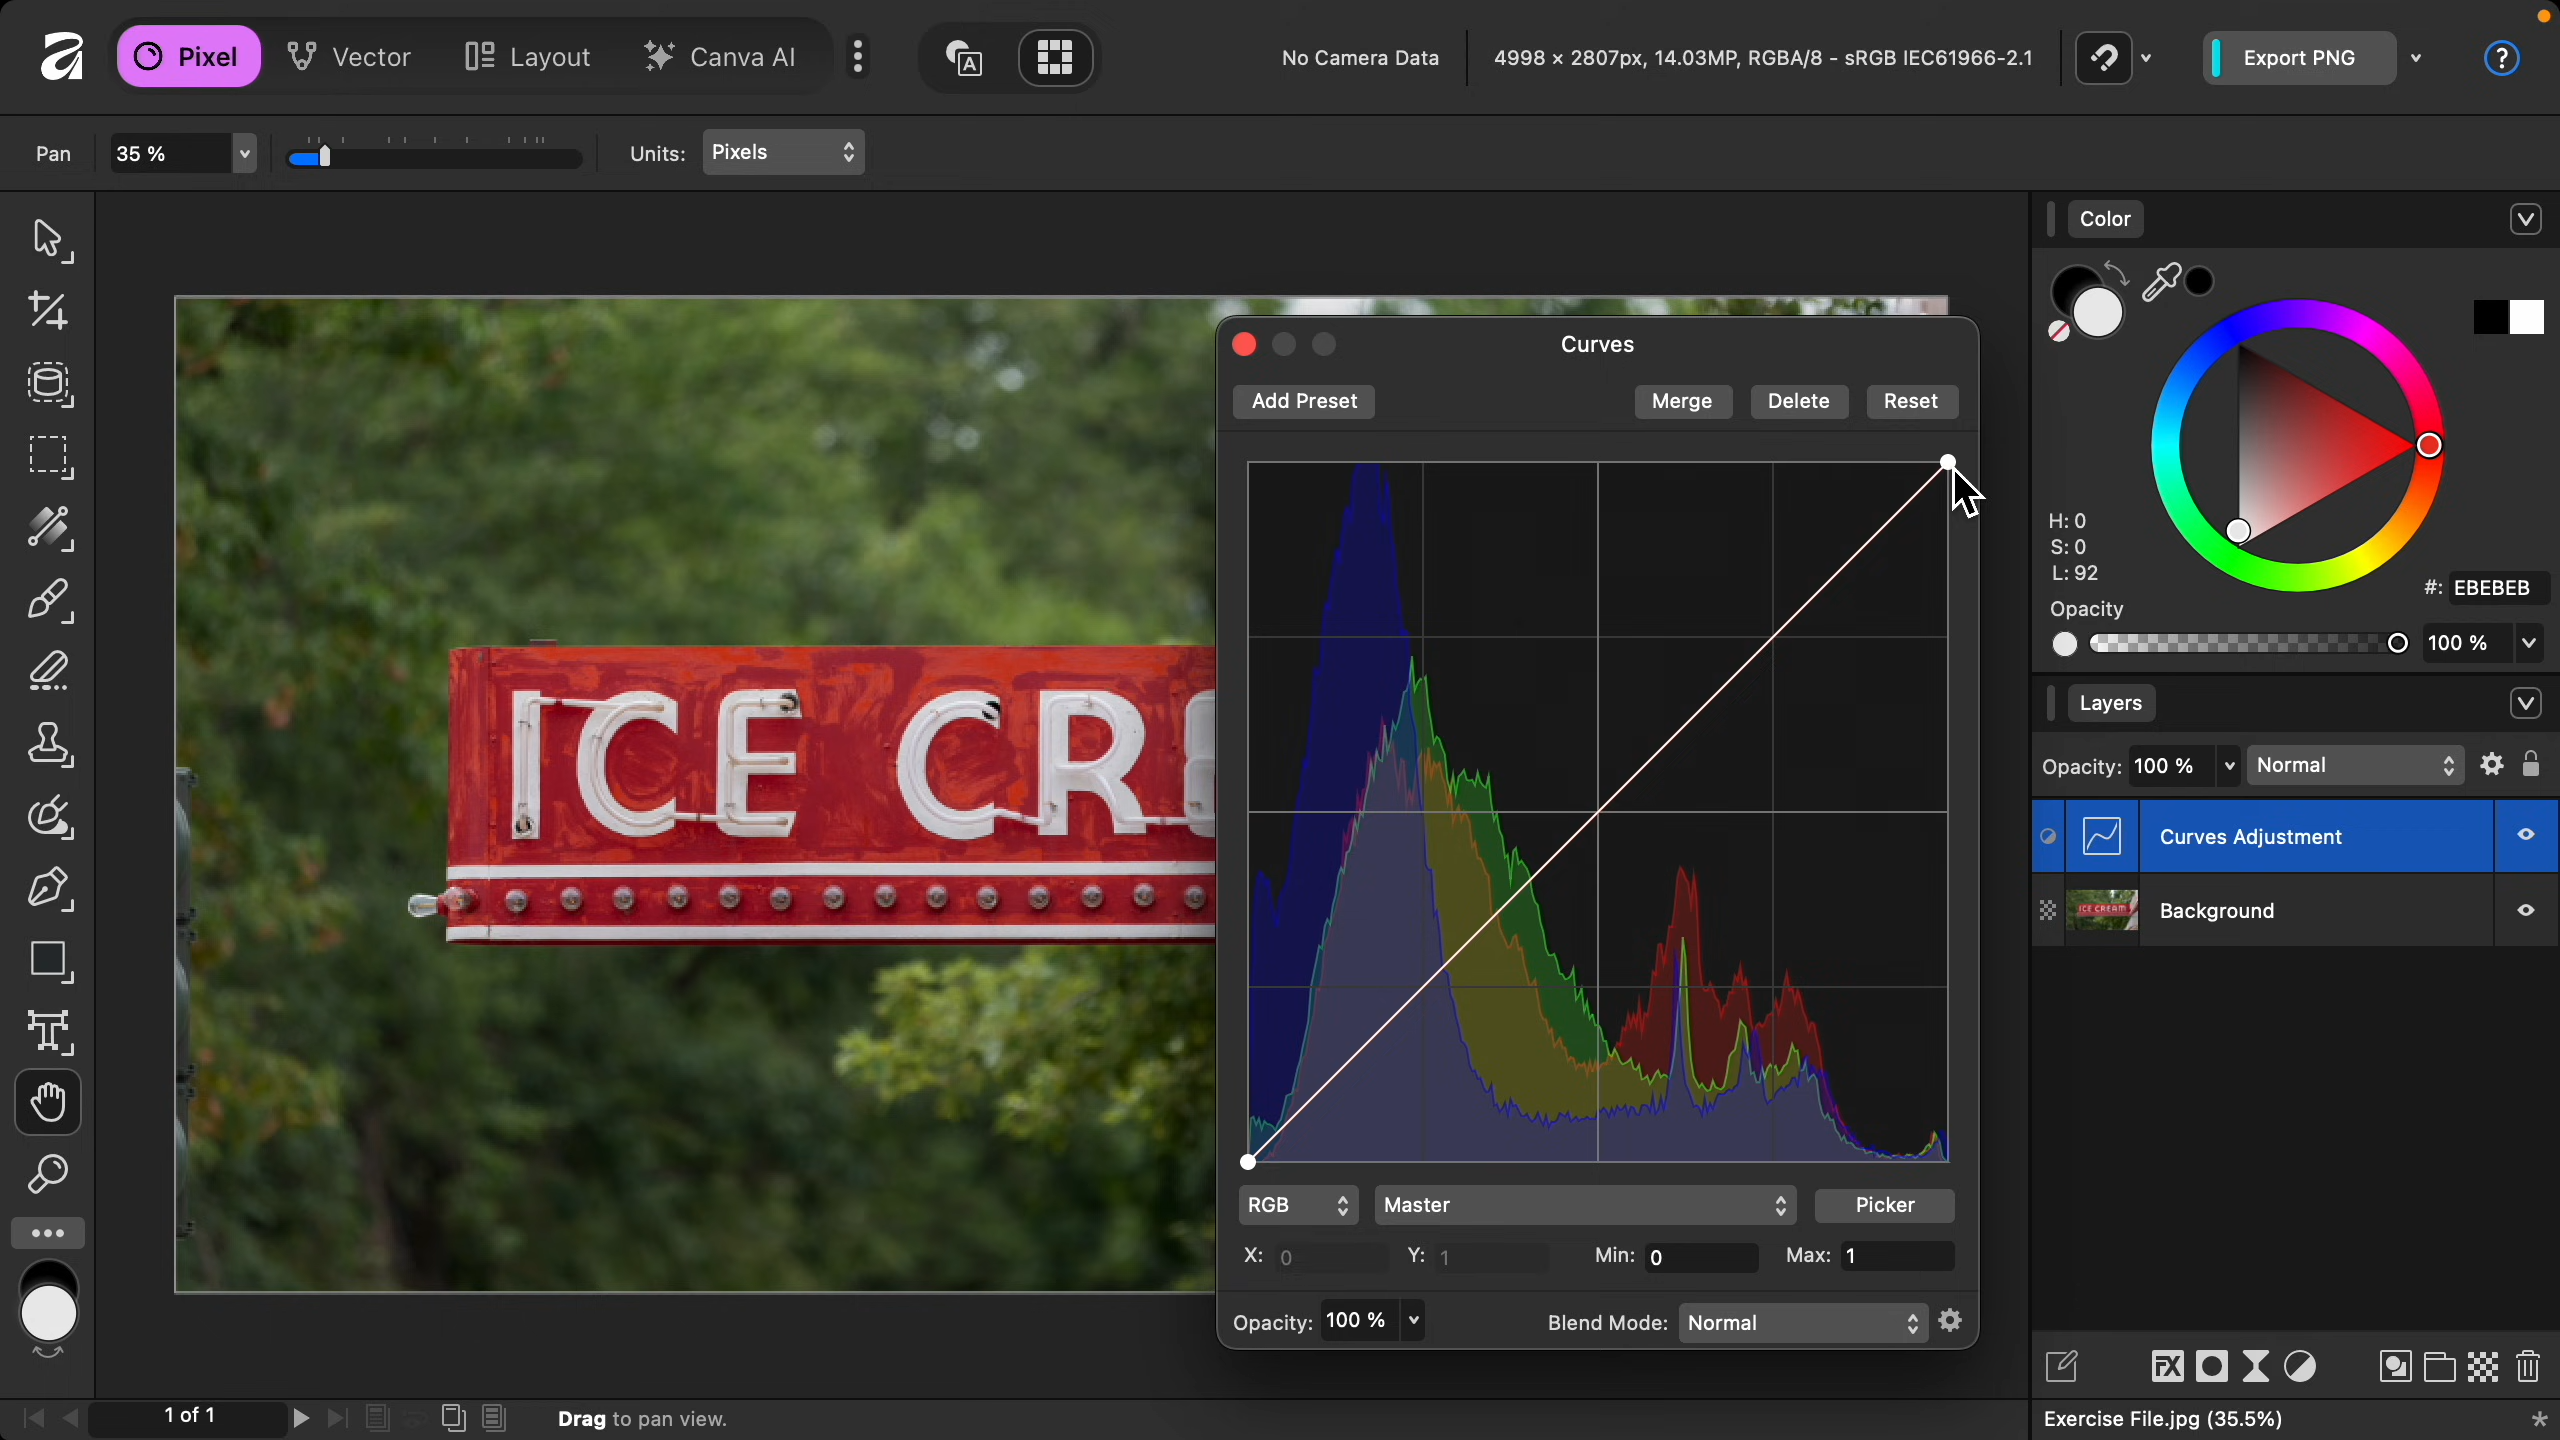 Pixel
Vector
Layout
Canva AI
A
No Camera Data
4998 × 2807px, 14.03MP, RGBA/8 - sRGB IEC61966-2.1
Export PNG
?
Pan
35 %
Units:
Pixels
Color
H: 0
S: 0
L: 92
#: EBEBEB
Opacity
100 %
ICE CR
Curves
Add Preset
Merge
Delete
Reset
RGB
Master
Picker
X: 0
Y: 1
Min: 0
Max: 1
Opacity: 100 %
Blend Mode: Normal
Layers
Opacity: 100 %
Normal
Curves Adjustment
ICE CREAM
Background
FX
1 of 1
Drag to pan view.
Exercise File.jpg (35.5%)
*